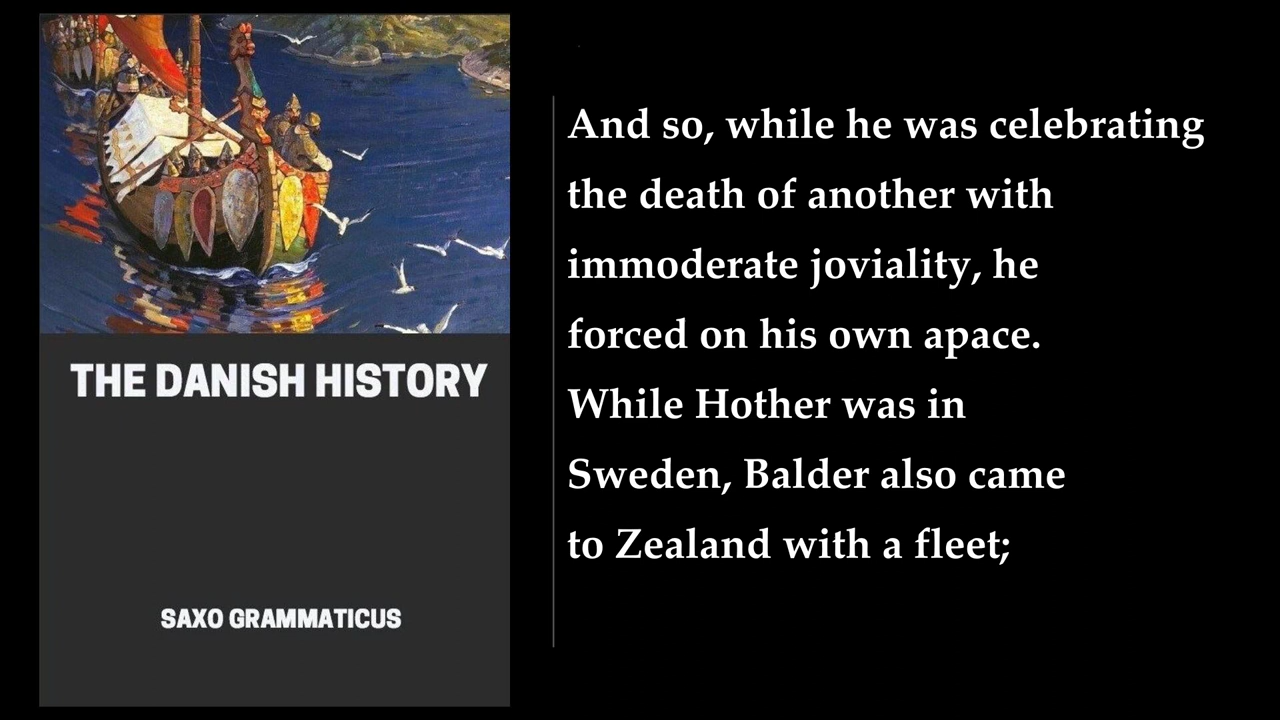 THE DANISH HISTORY
SAXO GRAMMATICUS
And so, while he was celebrating
the death of another with
immoderate joviality, he
forced on his own apace.
While Hother was in
Sweden, Balder also came
to Zealand with a fleet;